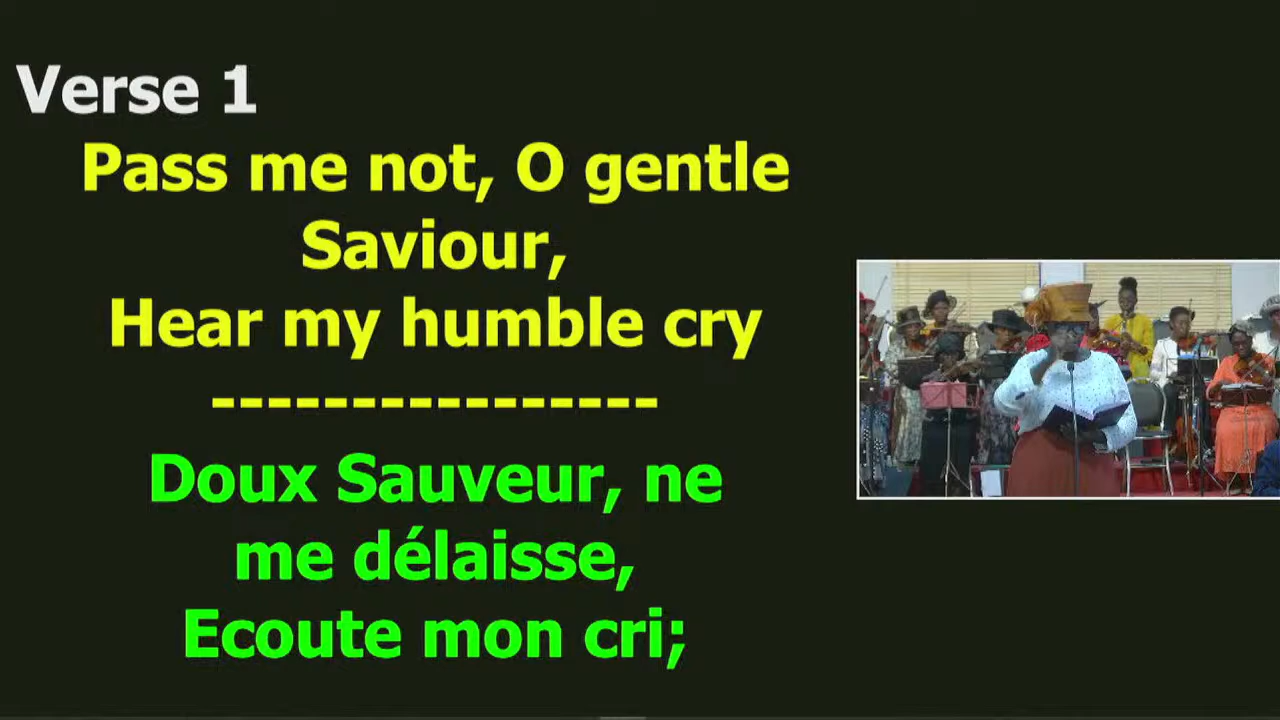 Verse 1
Pass me not, O gentle
Saviour,
Hear my humble cry
----------------
Doux Sauveur, ne
me délaisse,
Ecoute mon cri;